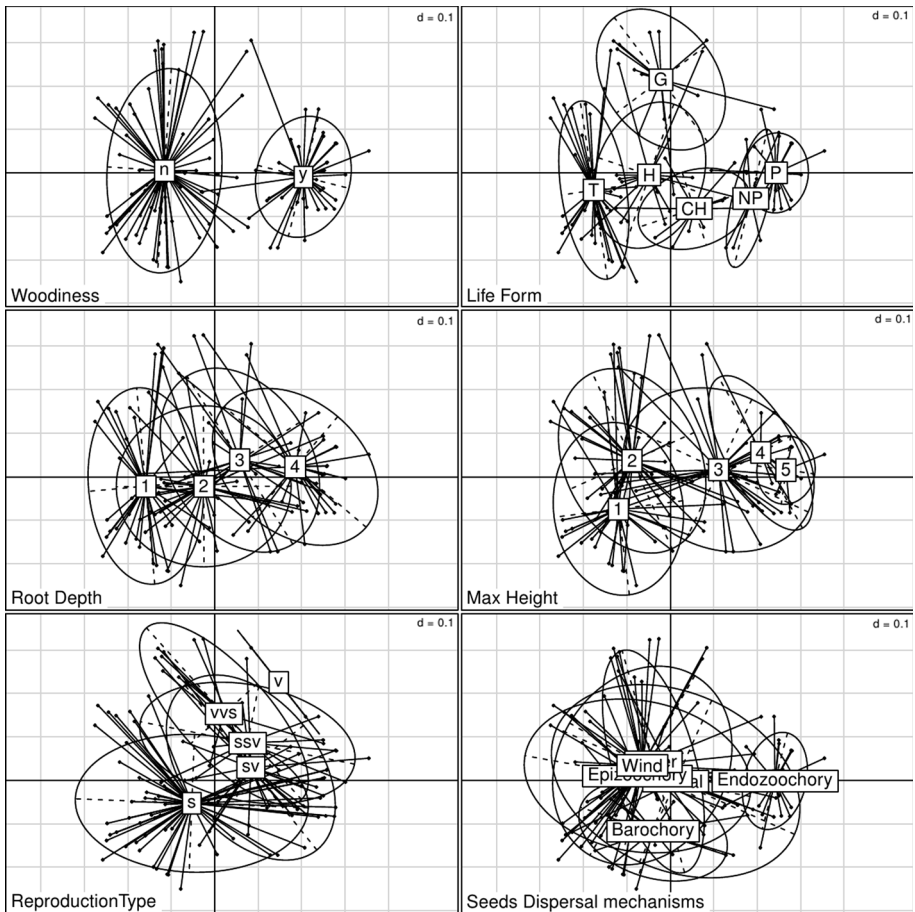 d = 0.1
n
y
Woodiness
d = 0.1
G
T
H
CH
NP
P
Life Form
d = 0.1
1
2
3
4
Root Depth
d = 0.1
2
1
3
4
5
Max Height
d = 0.1
v
vvs
ssv
sv
s
ReproductionType
d = 0.1
Wind
Endozoochory
Barochory
Seeds Dispersal mechanisms